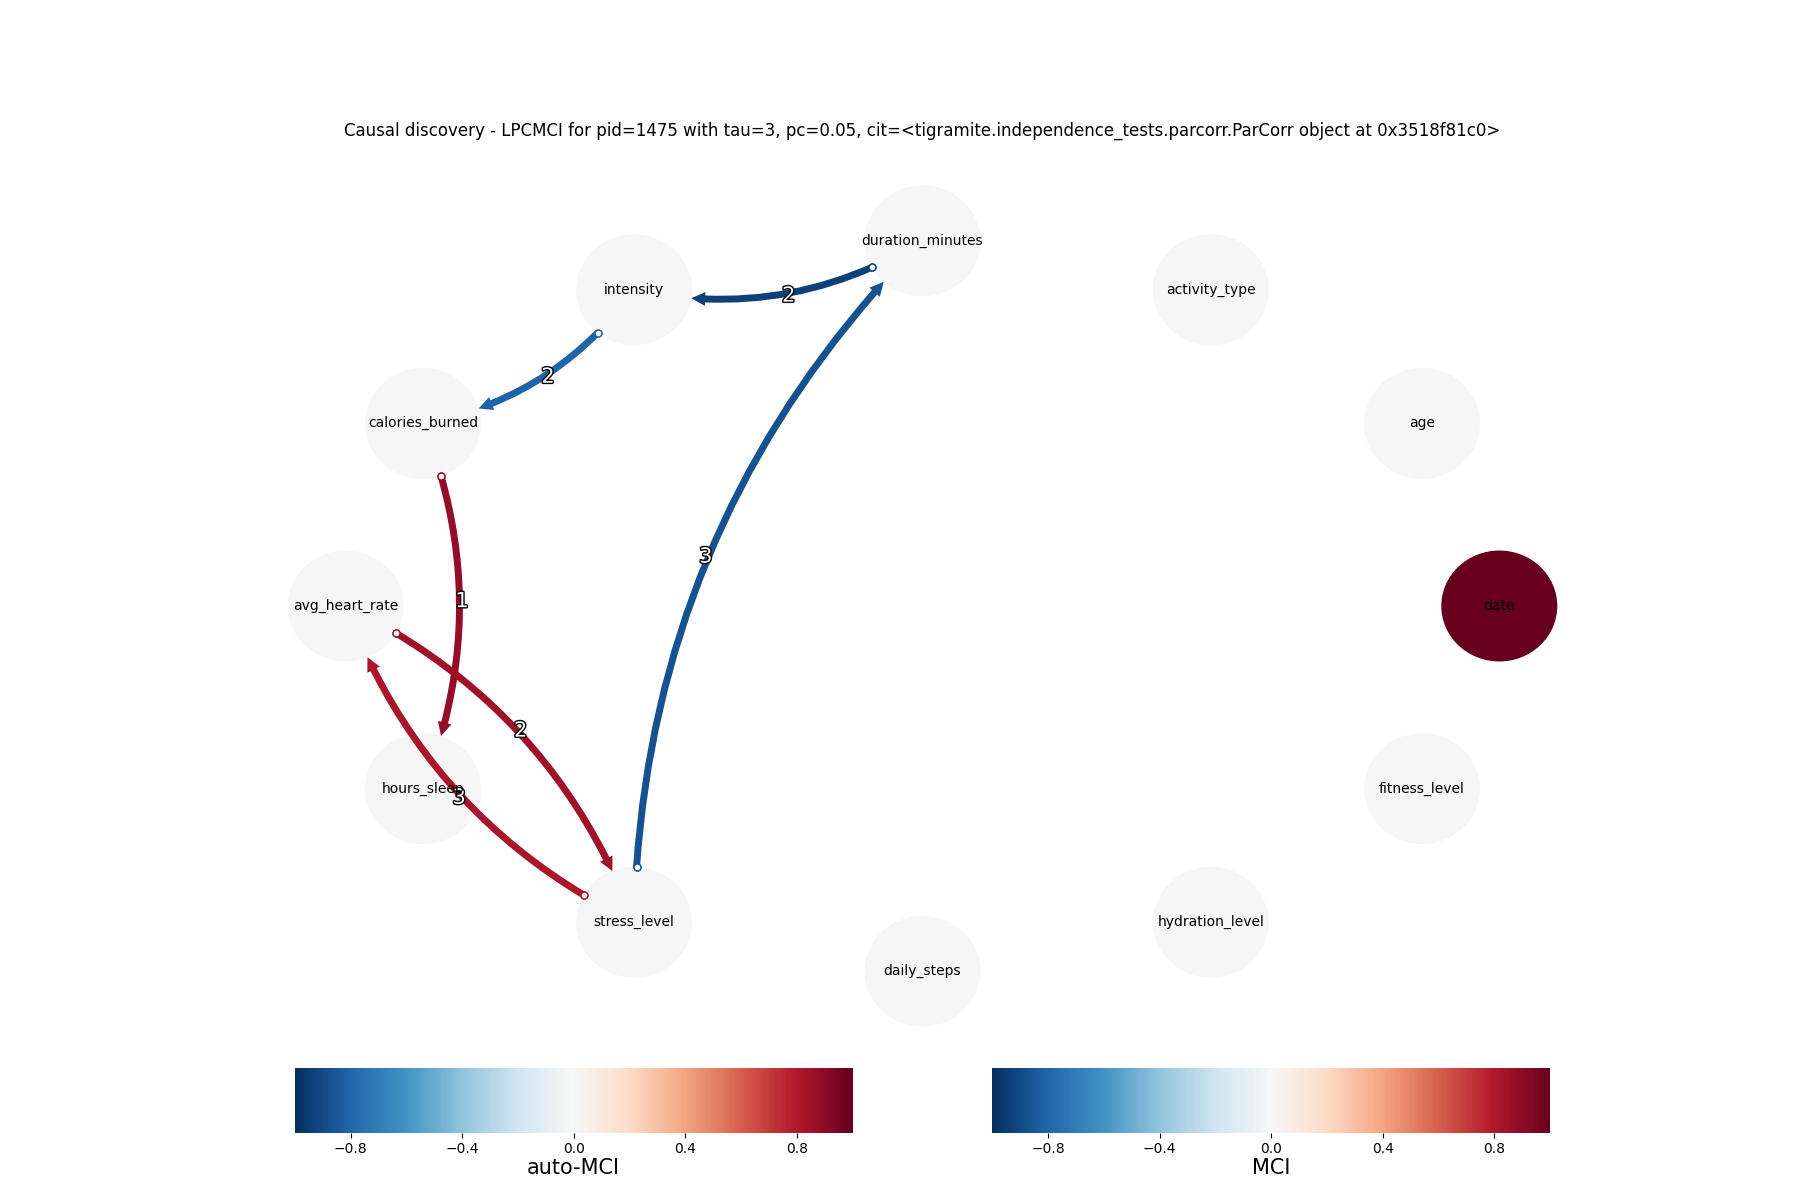 Causal discovery - LPCMCI for pid=1475 with tau=3, pc=0.05, cit=<tigramite.independence_tests.parcorr.ParCorr object at 0x3518f81c0>
duration_minutes
intensity
activity_type
2
2
calories_burned
age
3
1
avg_heart_rate
date
2
hours_sleep
3
fitness_level
stress_level
hydration_level
daily_steps
−0.8 −0.4 0.0 0.4 0.8
auto-MCI
−0.8 −0.4 0.0 0.4 0.8
MCI